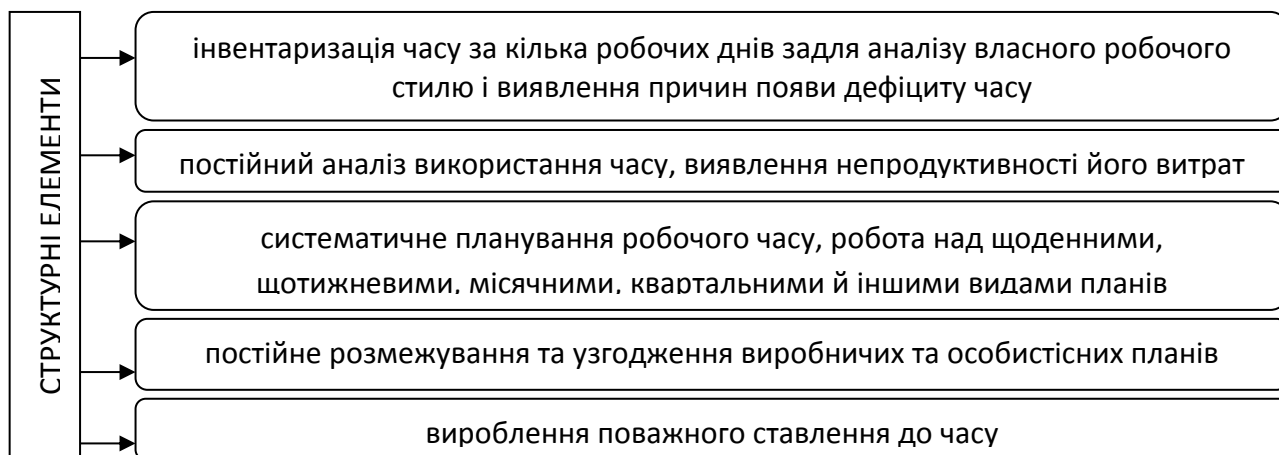 СТРУКТУРНІ ЕЛЕМЕНТИ
інвентаризація часу за кілька робочих днів задля аналізу власного робочого
стилю і виявлення причин появи дефіциту часу
постійний аналіз використання часу, виявлення непродуктивності його витрат
систематичне планування робочого часу, робота над щоденними,
щотижневими, місячними, квартальними й іншими видами планів
постійне розмежування та узгодження виробничих та особистісних планів
вироблення поважного ставлення до часу